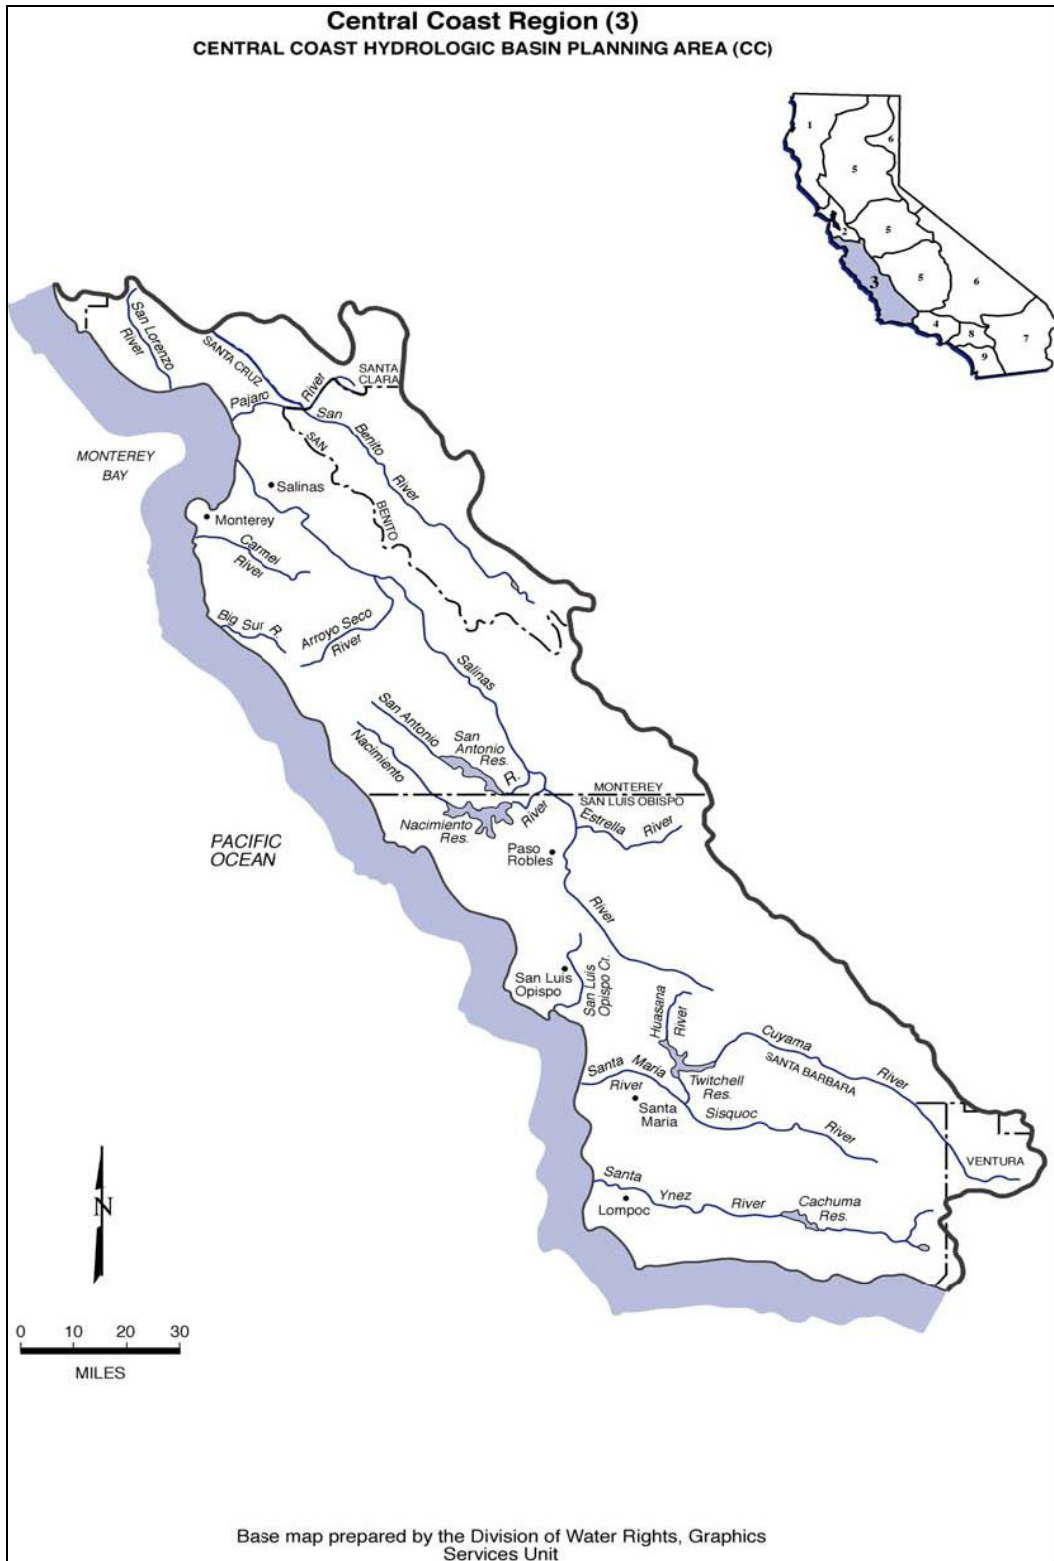 Central Coast Region (3)
CENTRAL COAST HYDROLOGIC BASIN PLANNING AREA (CC)
1
6
5
2
5
3
5
6
4
8
7
9
San Lorenzo
River
SANTA CRUZ
River
SANTA
CLARA
Pajaro
San
Benito
River
SAN
BENITO
MONTEREY
BAY
Salinas
Monterey
Carmel
River
Big Sur R.
Arroyo Seco
River
Salinas
San Antonio
San
Antonio
Res.
R.
Nacimiento
MONTEREY
SAN LUIS OBISPO
Nacimiento
Res.
River
Estrella River
PACIFIC
OCEAN
Paso
Robles
River
San Luis
Opispo
San Luis
Opispo Cr.
Huasana
River
Cuyama
River
SANTA BARBARA
Santa Maria
River
Twitchell
Res.
Santa
Maria
Sisquoc
River
VENTURA
Santa
Ynez
River
Cachuma
Res.
Lompoc
N
0 10 20 30
MILES
Base map prepared by the Division of Water Rights, Graphics
Services Unit